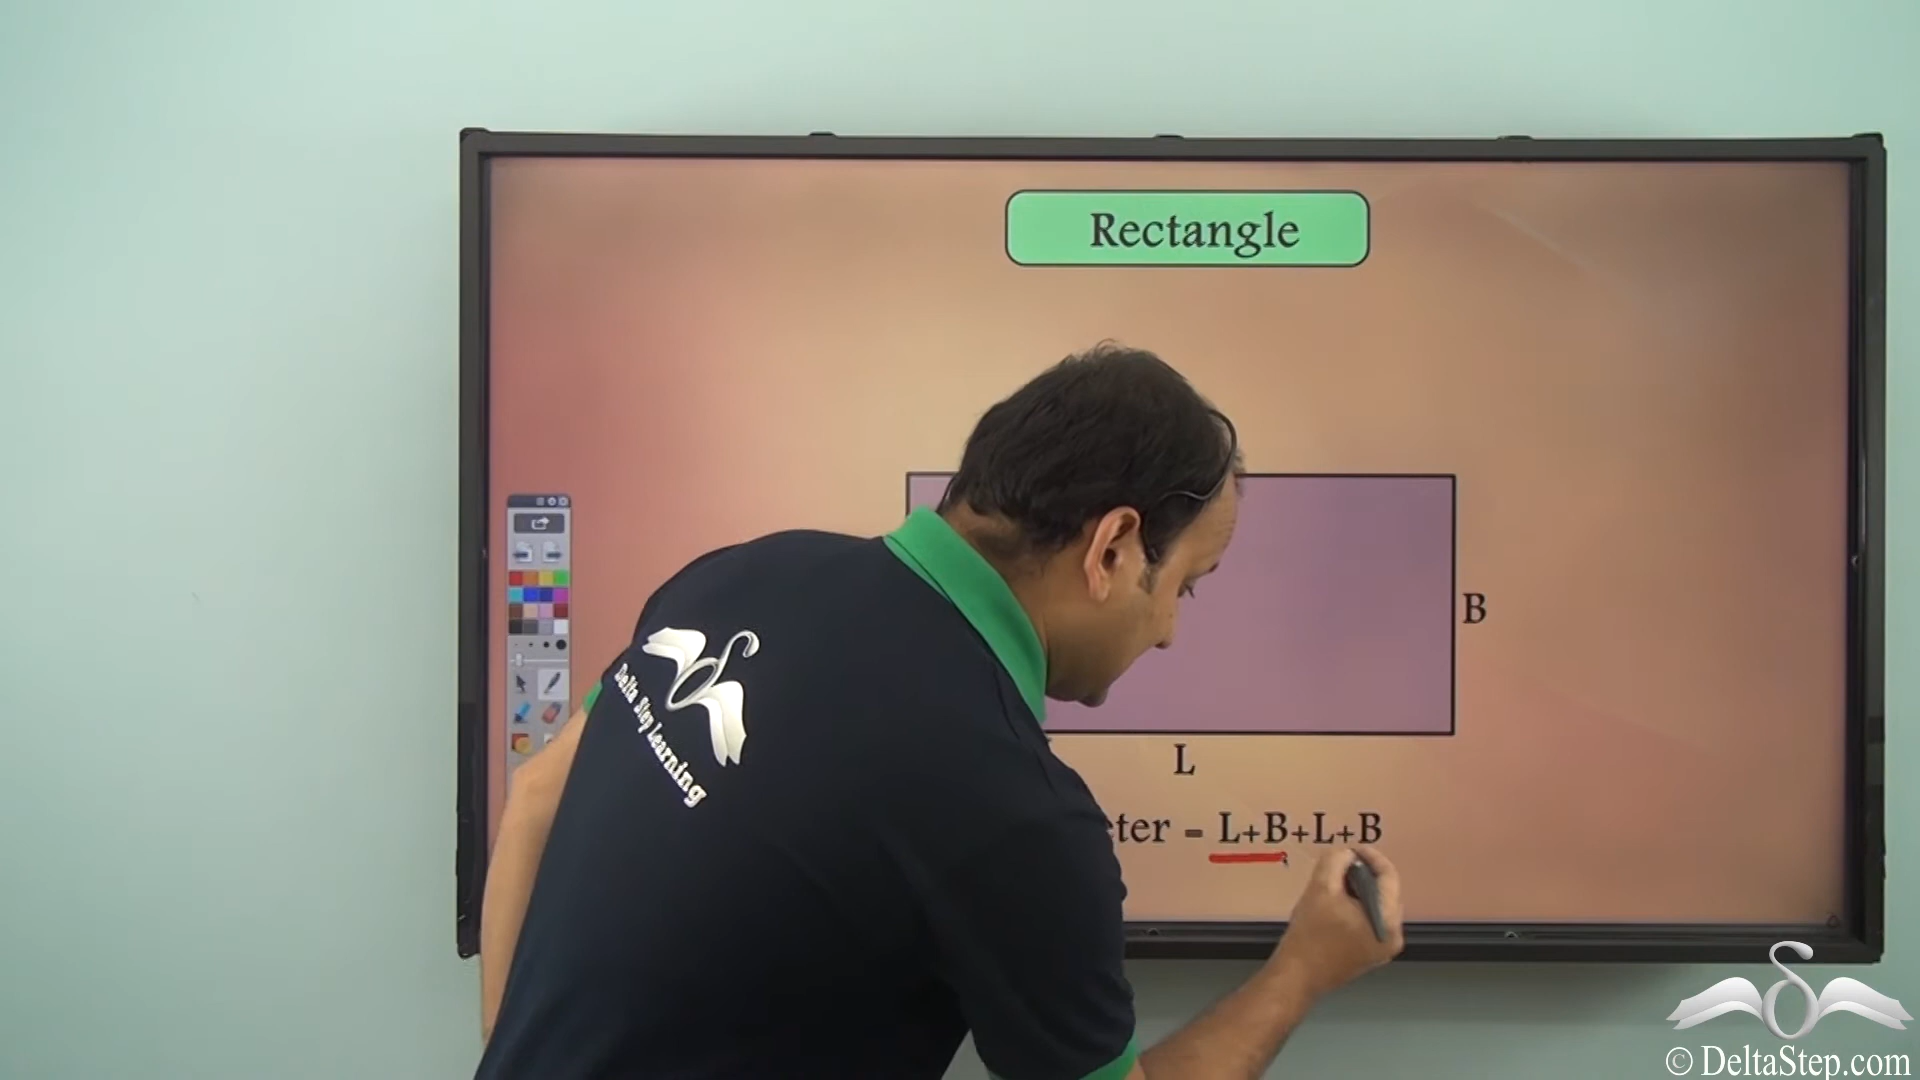 Rectangle
B
L
eter = L+B+L+B
Delta Step Learning
© DeltaStep.com